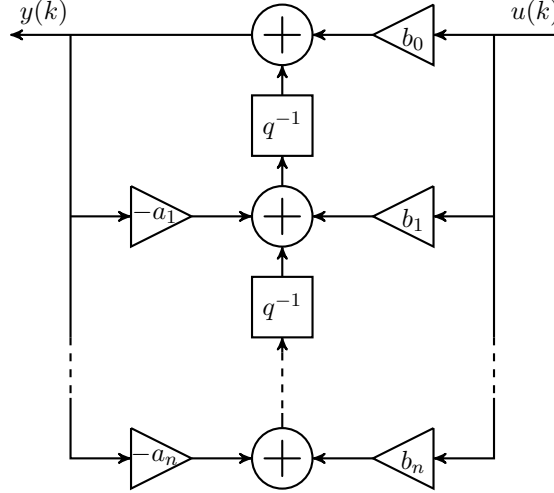 y(k) u(k)
b₀
q⁻¹
−a₁ b₁
q⁻¹
−aₙ bₙ